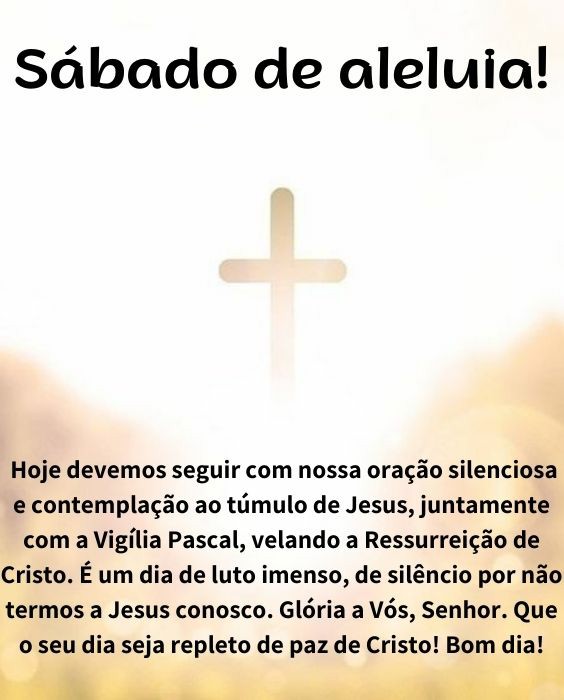 Sábado de aleluia!
Hoje devemos seguir com nossa oração silenciosa
e contemplação ao túmulo de Jesus, juntamente
com a Vigília Pascal, velando a Ressurreição de
Cristo. É um dia de luto imenso, de silêncio por não
termos a Jesus conosco. Glória a Vós, Senhor. Que
o seu dia seja repleto de paz de Cristo! Bom dia!